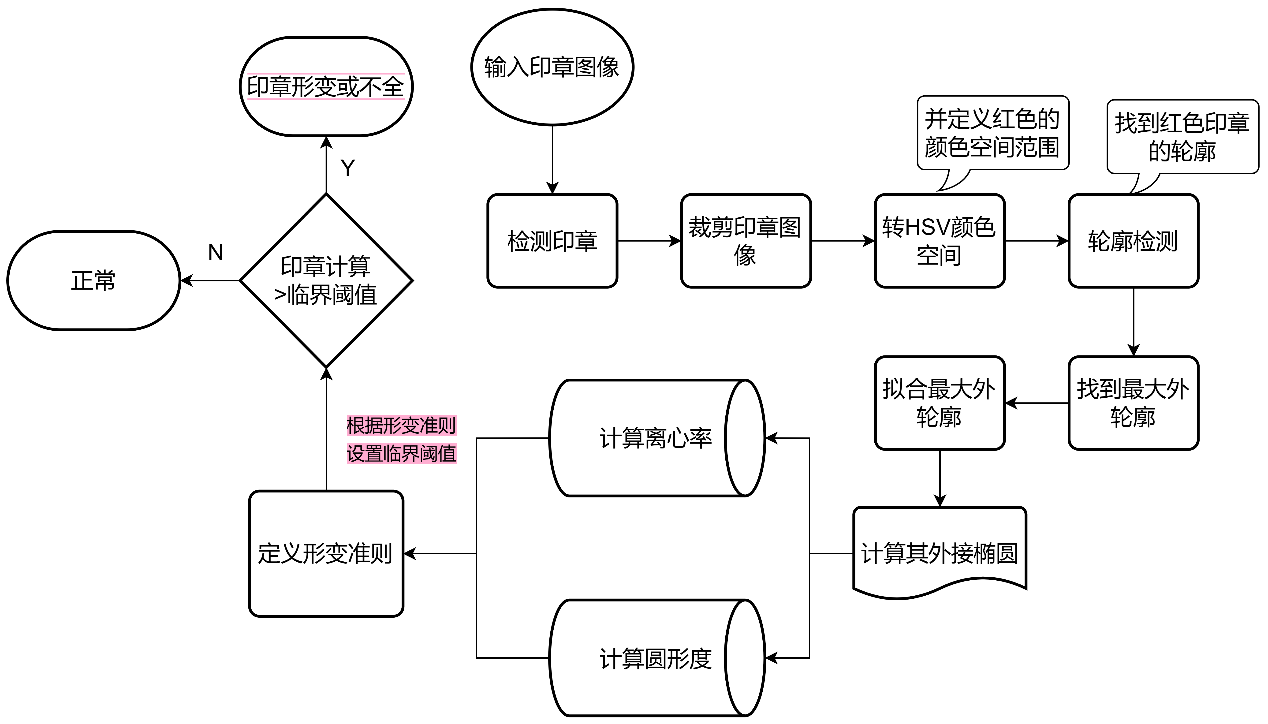 输入印章图像
检测印章
裁剪印章图
像
并定义红色的
颜色空间范围
转HSV颜色
空间
找到红色印章
的轮廓
轮廓检测
找到最大外
轮廓
拟合最大外
轮廓
计算其外接椭圆
计算离心率
计算圆形度
定义形变准则
根据形变准则
设置临界阈值
印章计算
>临界阈值
Y
印章形变或不全
N
正常